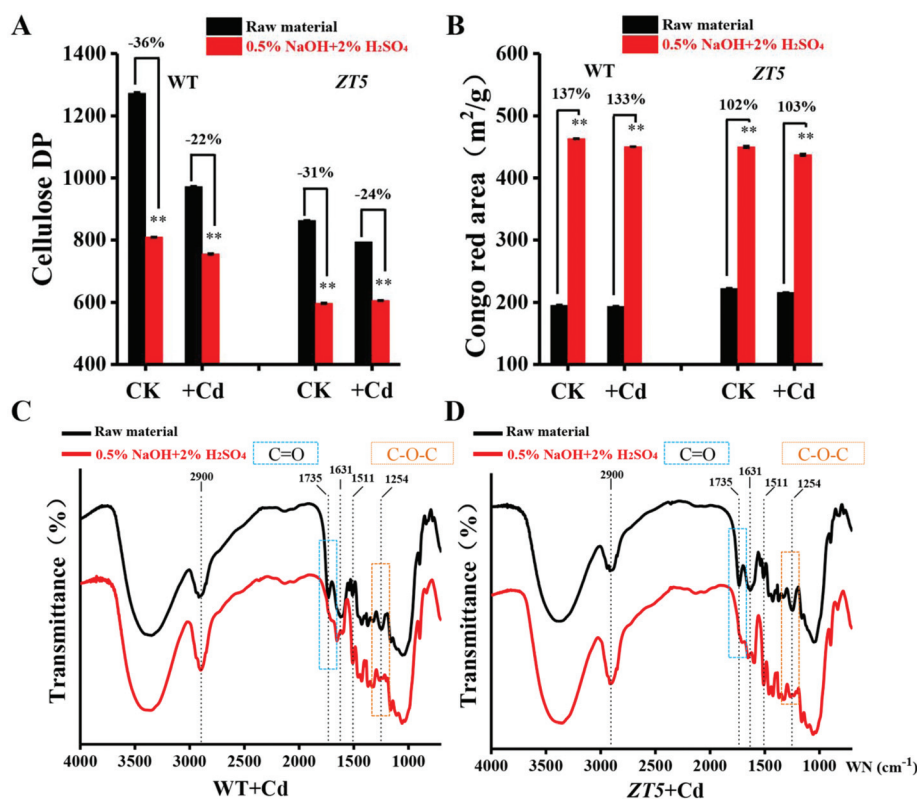 A
Raw material
0.5% NaOH+2% H₂SO₄
-36%
WT
ZT5
-22%
-31%
-24%
**
**
**
**
Cellulose DP
1400
1200
1000
800
600
400
CK
+Cd
CK
+Cd
B
Raw material
0.5% NaOH+2% H₂SO₄
WT
ZT5
137%
133%
102%
103%
**
**
**
**
Congo red area (m²/g)
600
500
400
300
200
100
CK
+Cd
CK
+Cd
C
Raw material
0.5% NaOH+2% H₂SO₄
C=O
C-O-C
2900
1735
1631
1511
1254
Transmittance (%)
4000
3500
3000
2500
2000
1500
1000
WT+Cd
D
Raw material
0.5% NaOH+2% H₂SO₄
C=O
C-O-C
2900
1735
1631
1511
1254
Transmittance (%)
4000
3500
3000
2500
2000
1500
1000
WN (cm⁻¹)
ZT5+Cd